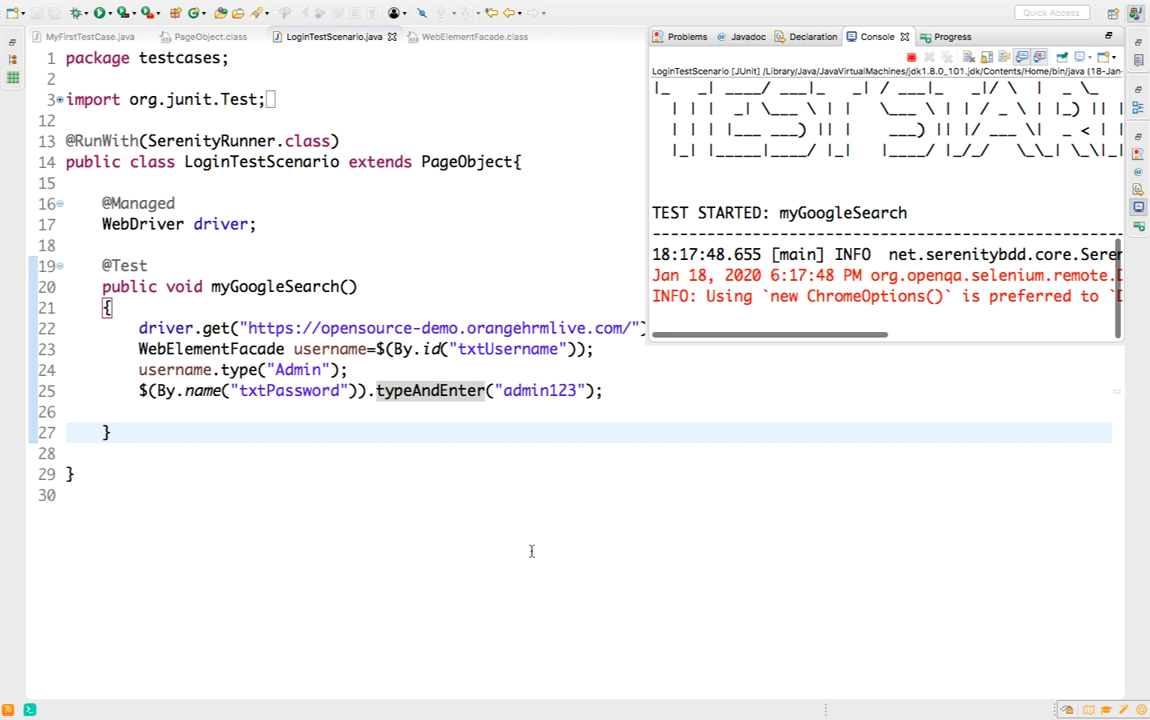 Quick Access
MyFirstTestCase.java
PageObject.class
LoginTestScenario.java
WebElementFacade.class
1 package testcases;
2
3 import org.junit.Test;
12
13 @RunWith(SerenityRunner.class)
14 public class LoginTestScenario extends PageObject{
15
16 @Managed
17 WebDriver driver;
18
19 @Test
20 public void myGoogleSearch()
21 {
22 driver.get("https://opensource-demo.orangehrmlive.com/")
23 WebElementFacade username=$(By.id("txtUsername"));
24 username.type("Admin");
25 $(By.name("txtPassword")).typeAndEnter("admin123");
26
27 }
28
29 }
30
Problems
Javadoc
Declaration
Console
Progress
LoginTestScenario [JUnit] /Library/Java/JavaVirtualMachines/jdk1.8.0_101.jdk/Contents/Home/bin/java (18-Jan-
TEST STAR
TEST STARTED: myGoogleSearch
18:17:48.655 [main] INFO net.serenitybdd.core.Seren
Jan 18, 2020 6:17:48 PM org.openqa.selenium.remote.D
INFO: Using `new ChromeOptions()` is preferred to `D